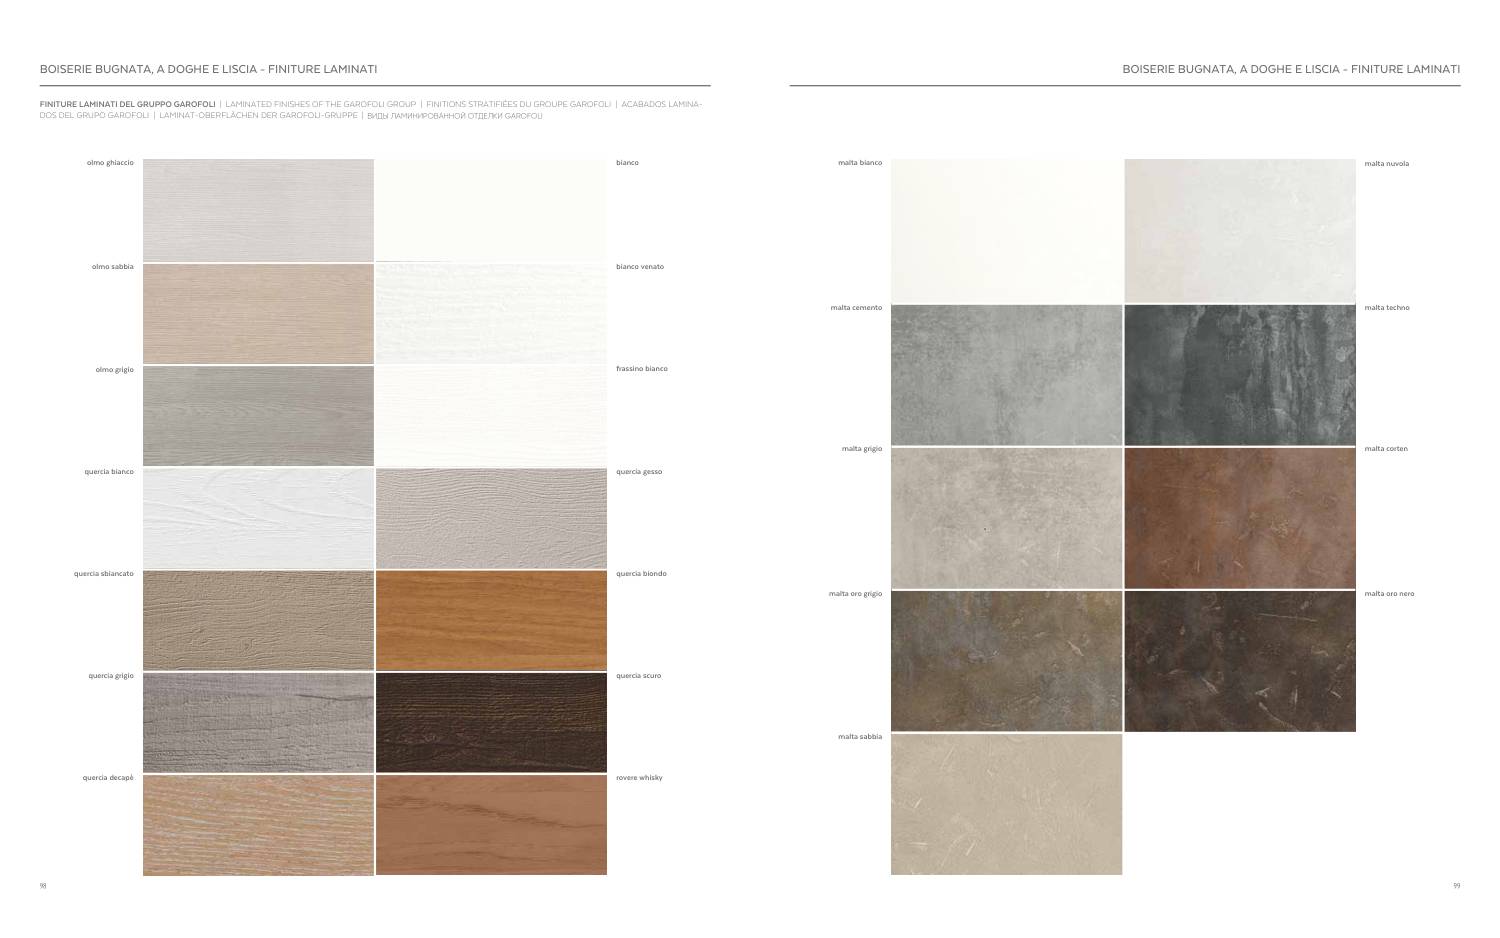 BOISERIE BUGNATA, A DOGHE E LISCIA - FINITURE LAMINATI
FINITURE LAMINATI DEL GRUPPO GAROFOLI | LAMINATED FINISHES OF THE GAROFOLI GROUP | FINITIONS STRATIFIÉES DU GROUPE GAROFOLI | ACABADOS LAMINA-
DOS DEL GRUPO GAROFOLI | LAMINAT-OBERFLÄCHEN DER GAROFOLI-GRUPPE | ВИДЫ ЛАМИНИРОВАННОЙ ОТДЕЛКИ GAROFOLI
olmo ghiaccio
bianco
olmo sabbia
bianco venato
olmo grigio
frassino bianco
quercia bianco
quercia gesso
quercia sbiancato
quercia biondo
quercia grigio
quercia scuro
quercia decapè
rovere whisky
98
BOISERIE BUGNATA, A DOGHE E LISCIA - FINITURE LAMINATI
malta bianco
malta nuvola
malta cemento
malta techno
malta grigio
malta corten
malta oro grigio
malta oro nero
malta sabbia
99